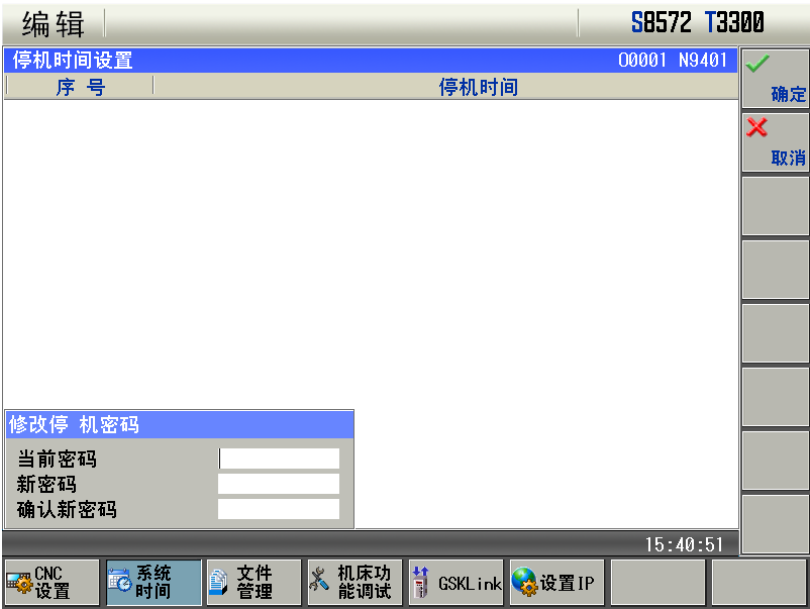 编辑 S8572 T3300
停机时间设置 O0001 N9401
序 号 停机时间
确定
取消
修改停 机密码
当前密码
新密码
确认新密码
15:40:51
CNC
设置
系统
时间
文件
管理
机床功
能调试
GSKLink
设置IP